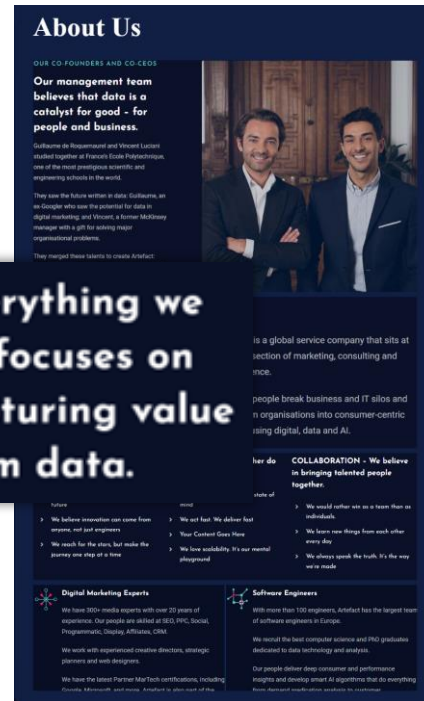 About Us
OUR CO-FOUNDERS AND CO-CEOS
Our management team
believes that data is a
catalyst for good – for
people and business.
Guillaume de Roquemaurel and Vincent Luciani
studied together at France's Ecole Polytechnique,
one of the most prestigious scientific and
engineering schools in the world.
They saw the future written in data: Guillaume, an
ex-Googler who saw the potential for data in
digital marketing; and Vincent, a former McKinsey
manager with a gift for solving major
organisational problems.
They merged these talents to create Artefact:
rything we
focuses on
turing value
m data.
is a global service company that sits at
section of marketing, consulting and
ence.
people break business and IT silos and
n organisations into consumer-centric
using digital, data and AI.
future
We believe innovation can come from
anyone, not just engineers
We reach for the stars, but make the
journey one step at a time
her do
state of
mind
We act fast. We deliver fast
Your Content Goes Here
We love scalability. It's our mental
playground
COLLABORATION – We believe
in bringing talented people
together.
We would rather win as a team than as
individuals.
We learn new things from each other
every day
We always speak the truth. It's the way
we're made
Digital Marketing Experts
We have 300+ media experts with over 20 years of
experience. Our people are skilled at SEO, PPC, Social,
Programmatic, Display, Affiliates, CRM.
We work with experienced creative directors, strategic
planners and web designers.
We have the latest Partner MarTech certifications, including
Google, Microsoft and more. Artefact is also part of the
Software Engineers
With more than 100 engineers, Artefact has the largest team
of software engineers in Europe.
We recruit the best computer science and PhD graduates
dedicated to data technology and analysis.
Our people deliver deep consumer and performance
insights and develop smart AI algorithms that do everything
from demand prediction analysis to customer